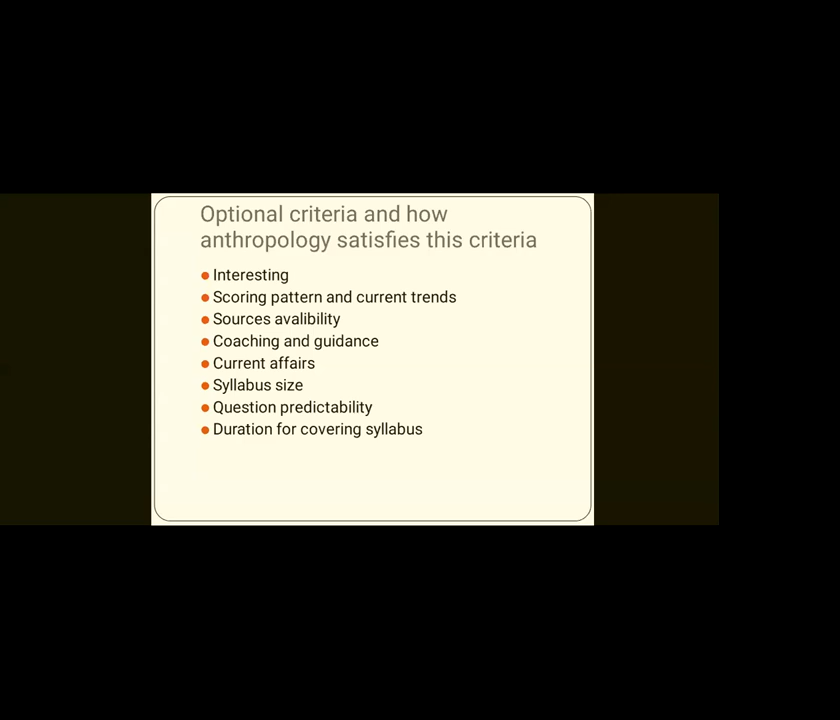 Optional criteria and how
anthropology satisfies this criteria
Interesting
Scoring pattern and current trends
Sources avalibility
Coaching and guidance
Current affairs
Syllabus size
Question predictability
Duration for covering syllabus